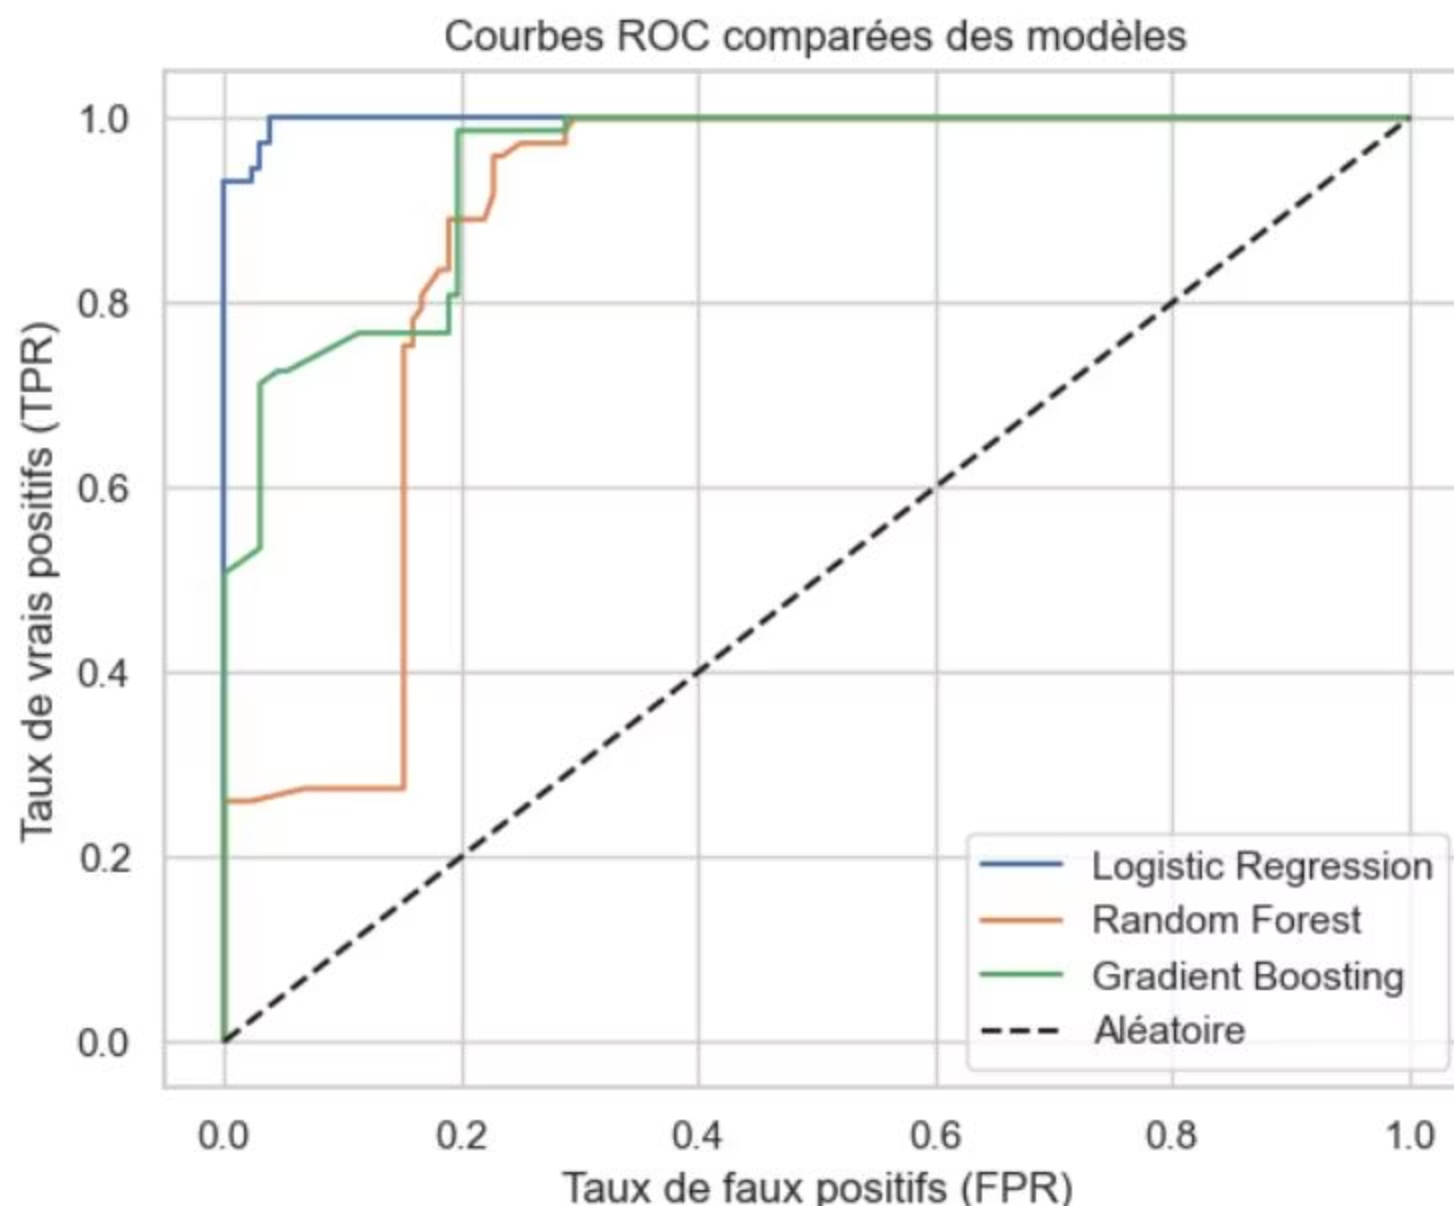 Courbes ROC comparées des modèles
Taux de vrais positifs (TPR)
1.0
0.8
0.6
0.4
0.2
0.0
0.0 0.2 0.4 0.6 0.8 1.0
Taux de faux positifs (FPR)
Logistic Regression
Random Forest
Gradient Boosting
Aléatoire